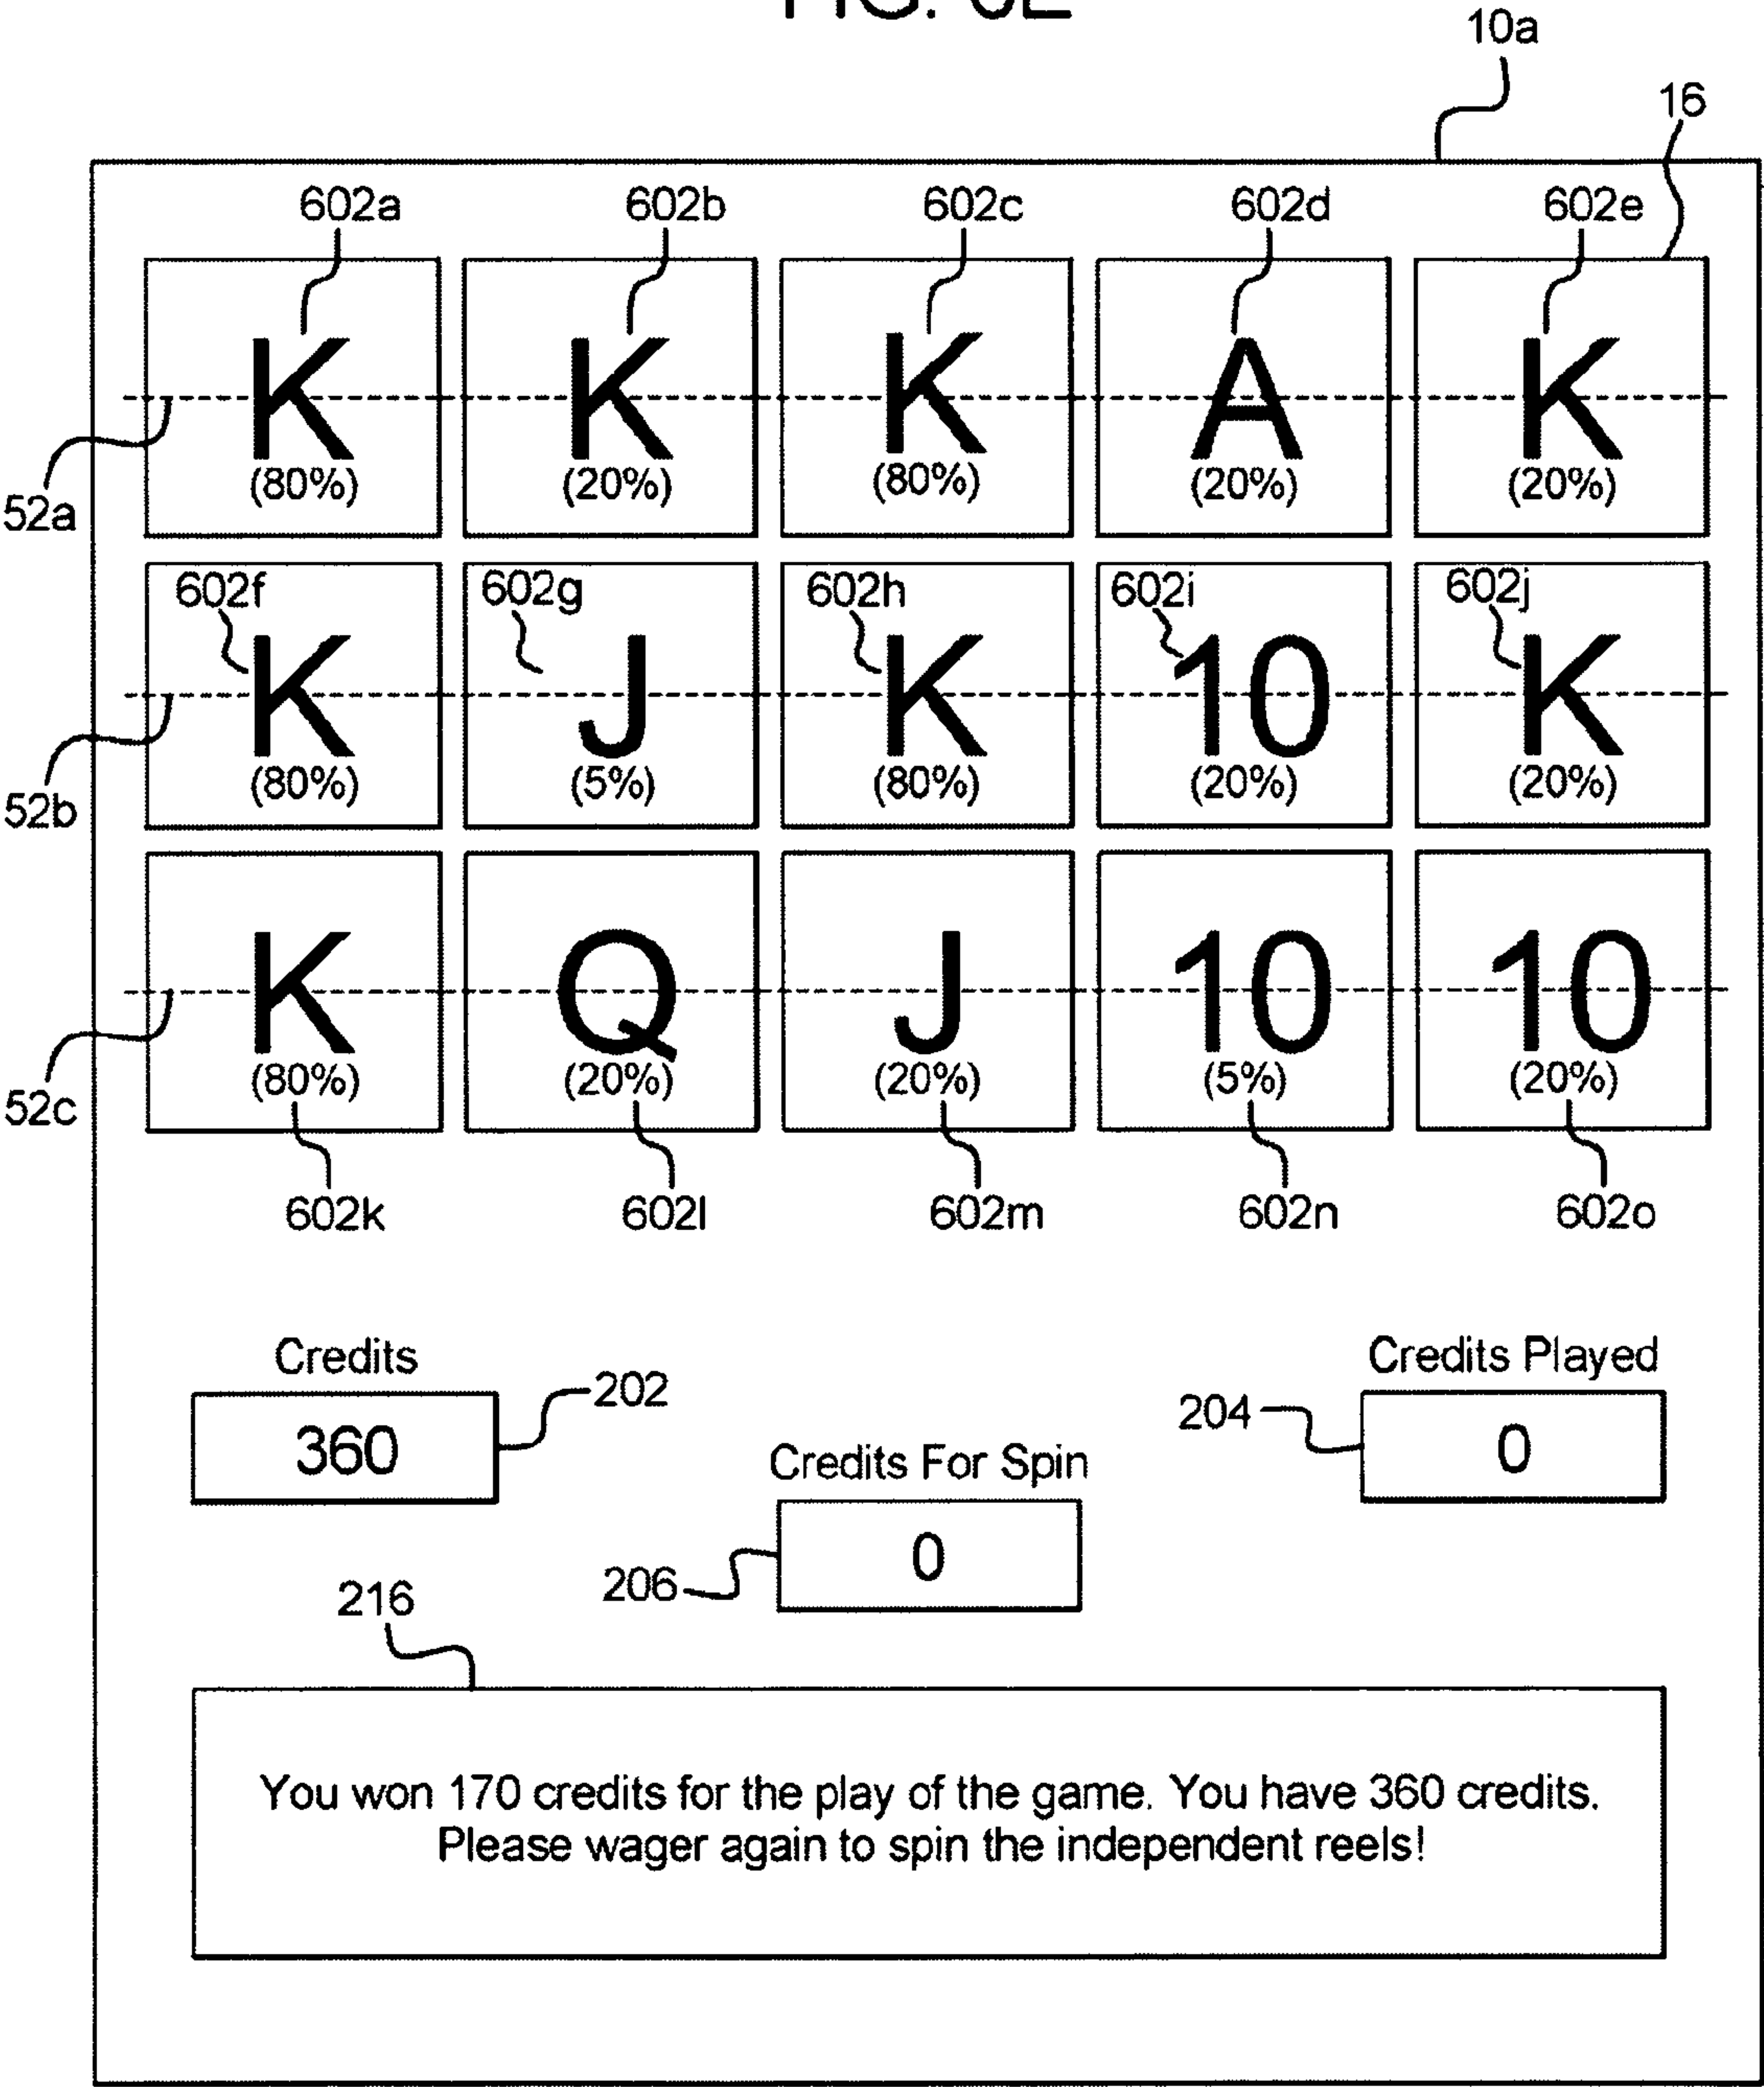 FIG. 6E
10a
16
602a 602b 602c 602d 602e
K K K A K
(80%) (20%) (80%) (20%) (20%)
52a
602f 602g 602h 602i 602j
K J K 10 K
(80%) (5%) (80%) (20%) (20%)
52b
K Q J 10 10
(80%) (20%) (20%) (5%) (20%)
52c
602k 602l 602m 602n 602o
Credits
Credits Played
202
204
360
0
Credits For Spin
206
0
216
You won 170 credits for the play of the game. You have 360 credits.
Please wager again to spin the independent reels!